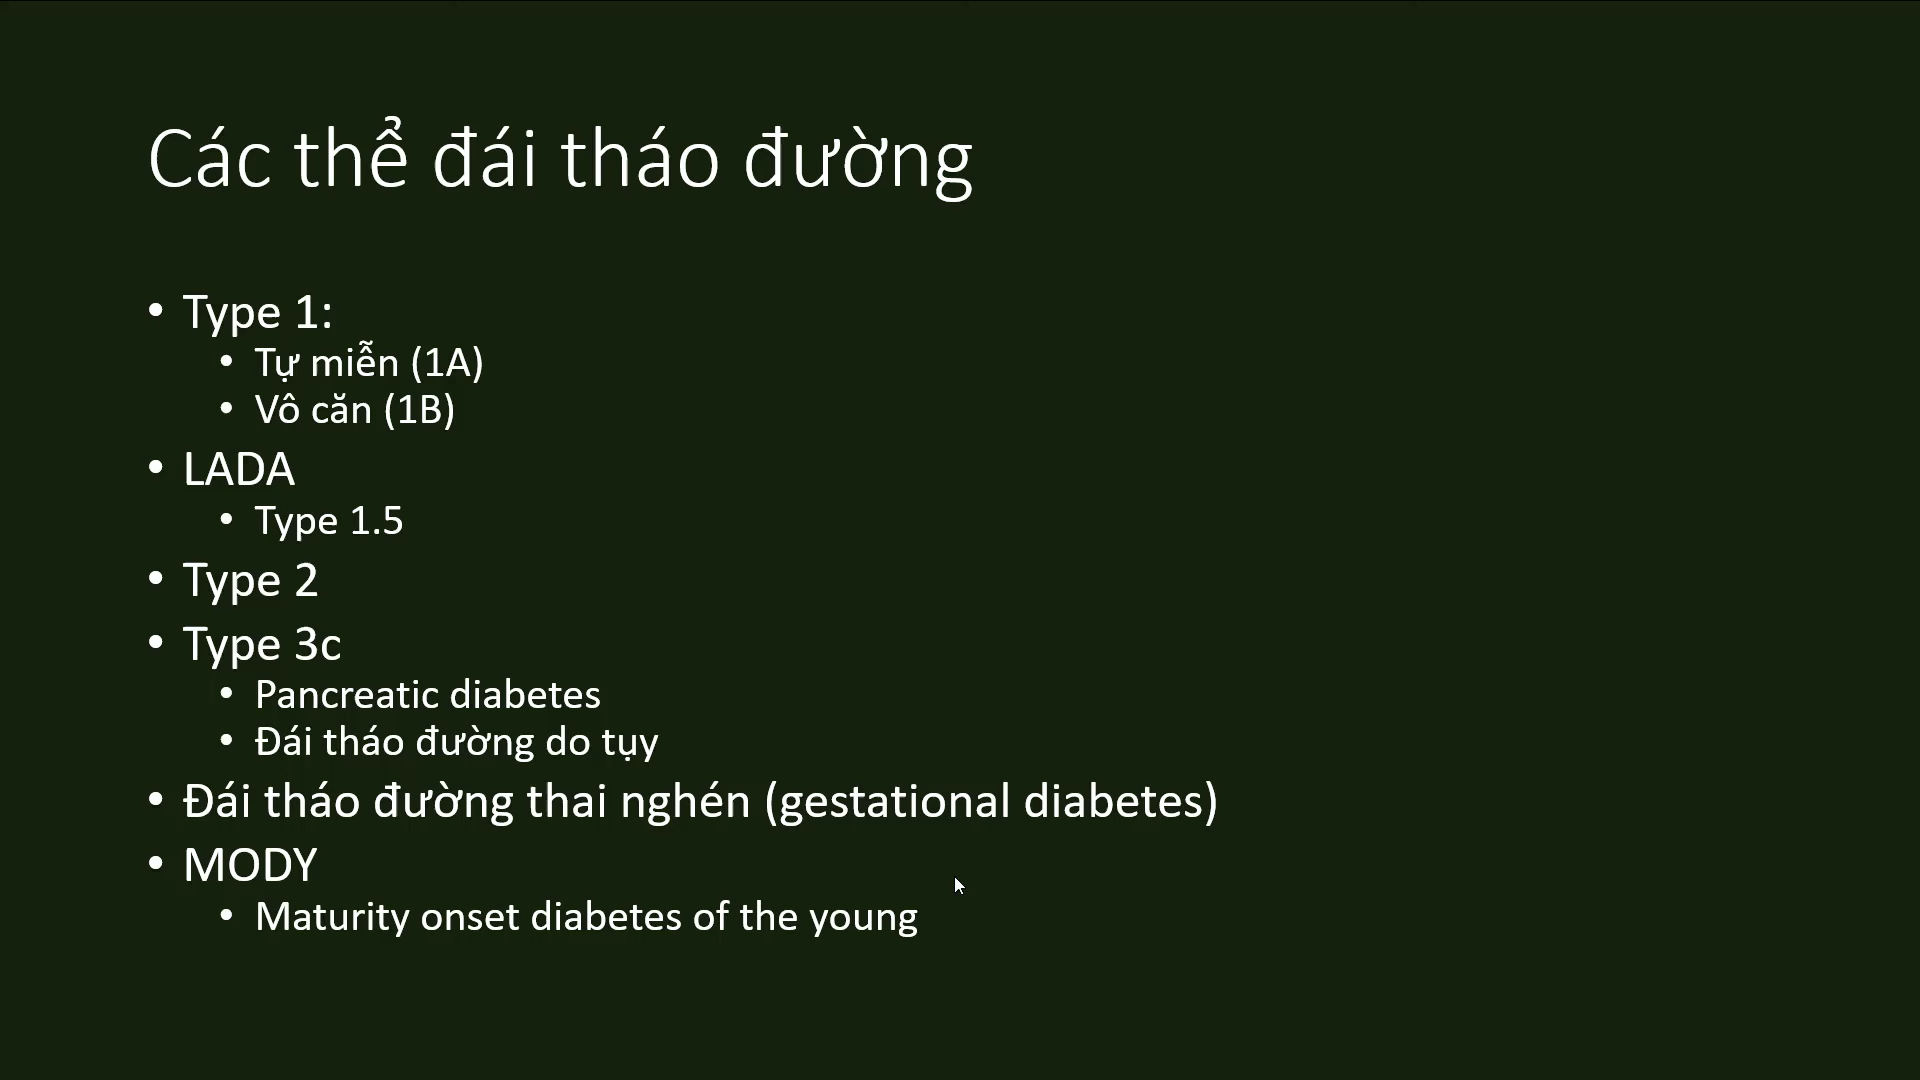 Các thể đái tháo đường
• Type 1:
• Tự miễn (1A)
• Vô căn (1B)
• LADA
• Type 1.5
• Type 2
• Type 3c
• Pancreatic diabetes
• Đái tháo đường do tụy
• Đái tháo đường thai nghén (gestational diabetes)
• MODY
• Maturity onset diabetes of the young